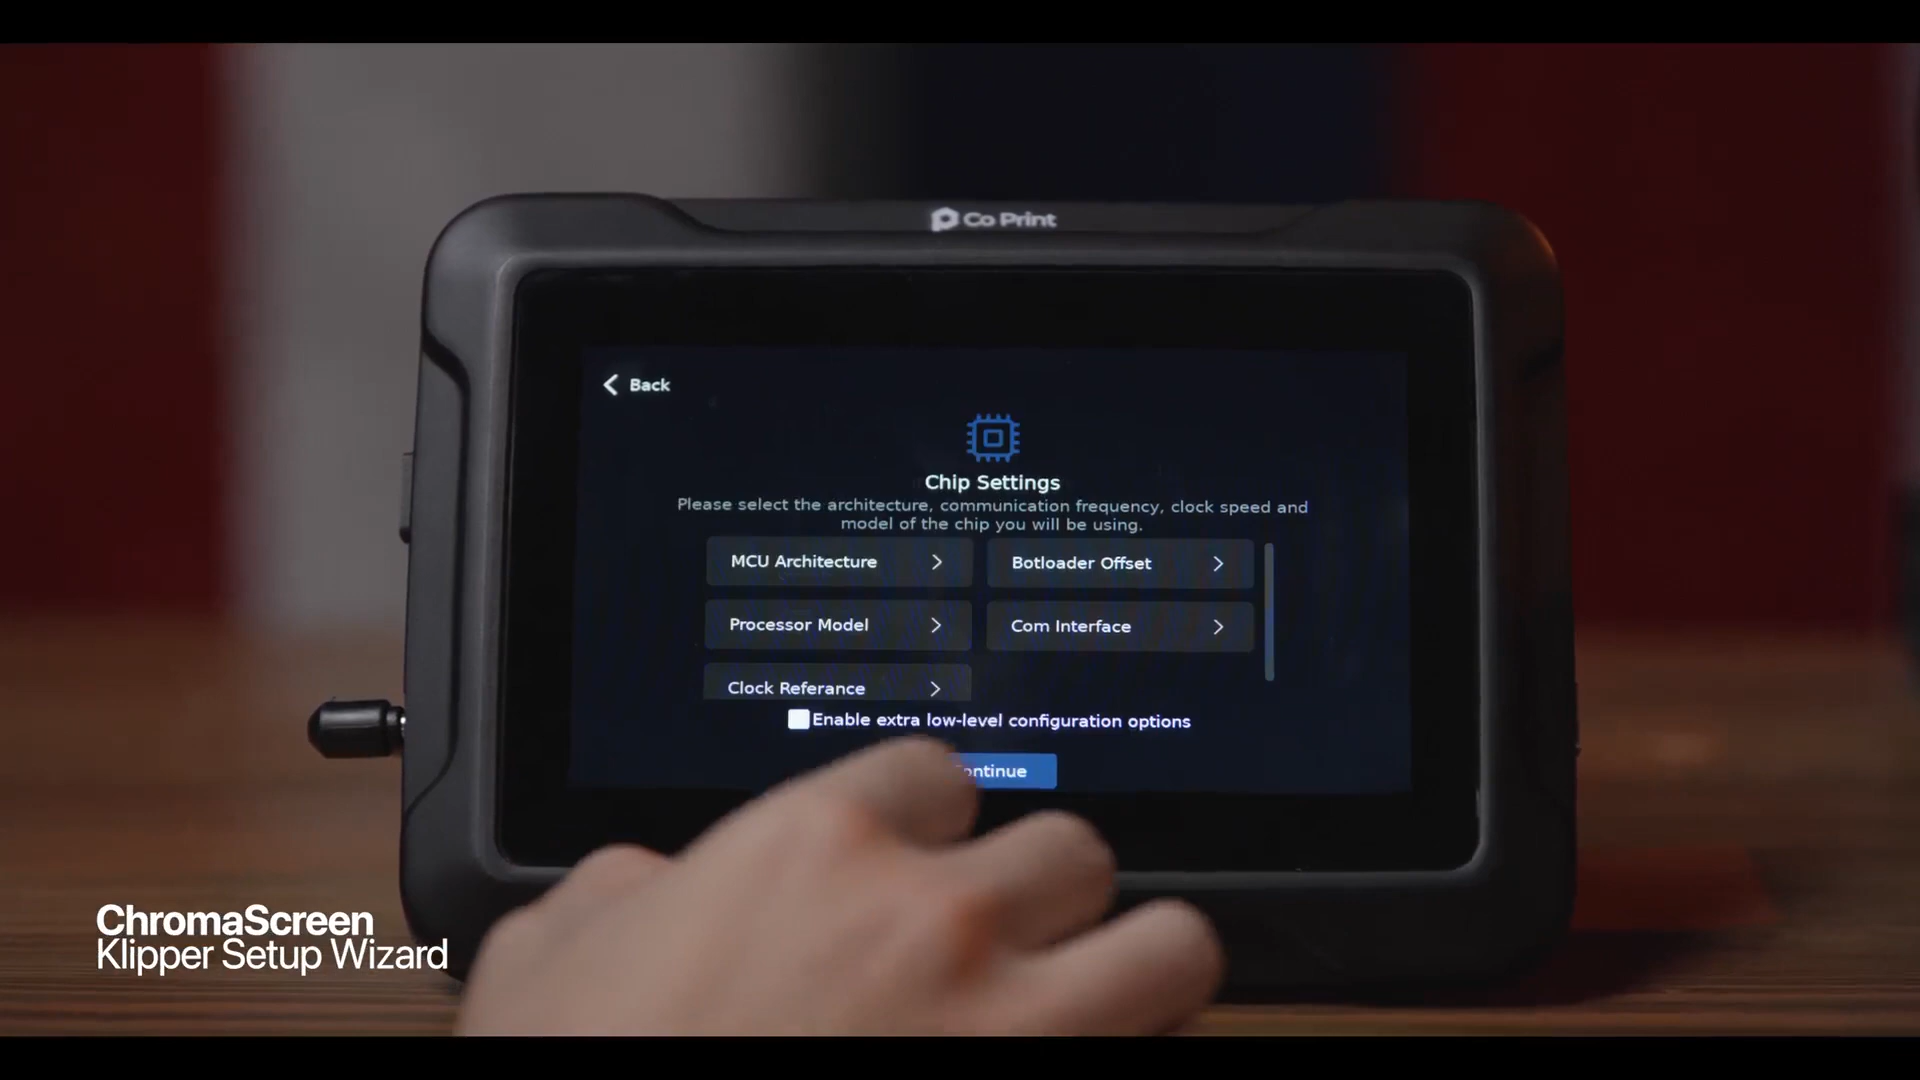 Co Print
Back
Chip Settings
Please select the architecture, communication frequency, clock speed and
model of the chip you will be using.
MCU Architecture
Botloader Offset
Processor Model
Com Interface
Clock Referance
Enable extra low-level configuration options
ontinue
ChromaScreen
Klipper Setup Wizard